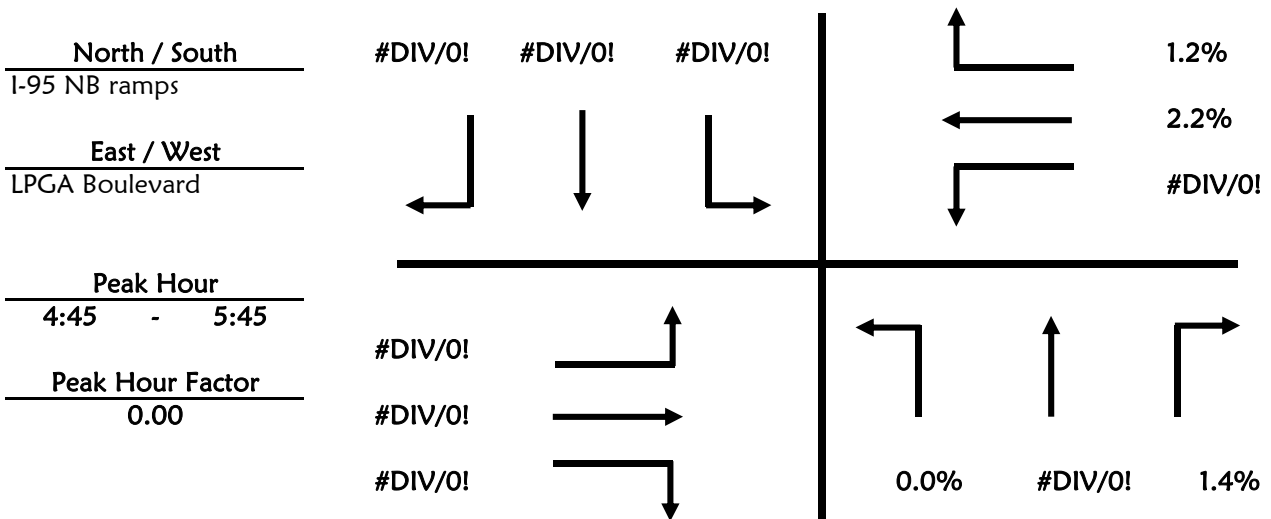 North / South
I-95 NB ramps
East / West
LPGA Boulevard
Peak Hour
4:45 - 5:45
Peak Hour Factor
0.00
#DIV/0! #DIV/0! #DIV/0!
1.2%
2.2%
#DIV/0!
#DIV/0!
#DIV/0!
#DIV/0!
0.0% #DIV/0! 1.4%